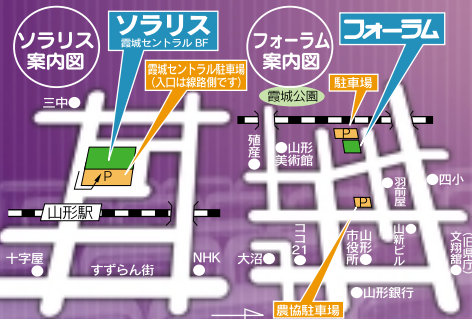 ソラリス
案内図
ソラリス
霞城セントラル BF
霞城セントラル駐車場
(入口は線路側です)
三中
P
山形駅
十字屋
すずらん街
NHK
フォーラム
案内図
フォーラム
駐車場
霞城公園
P
殖産
山形
美術館
羽前屋
四小
P
大沼
ココ21
山形
市役所
山新ビル
文翔館
(旧県庁)
農協駐車場
山形銀行